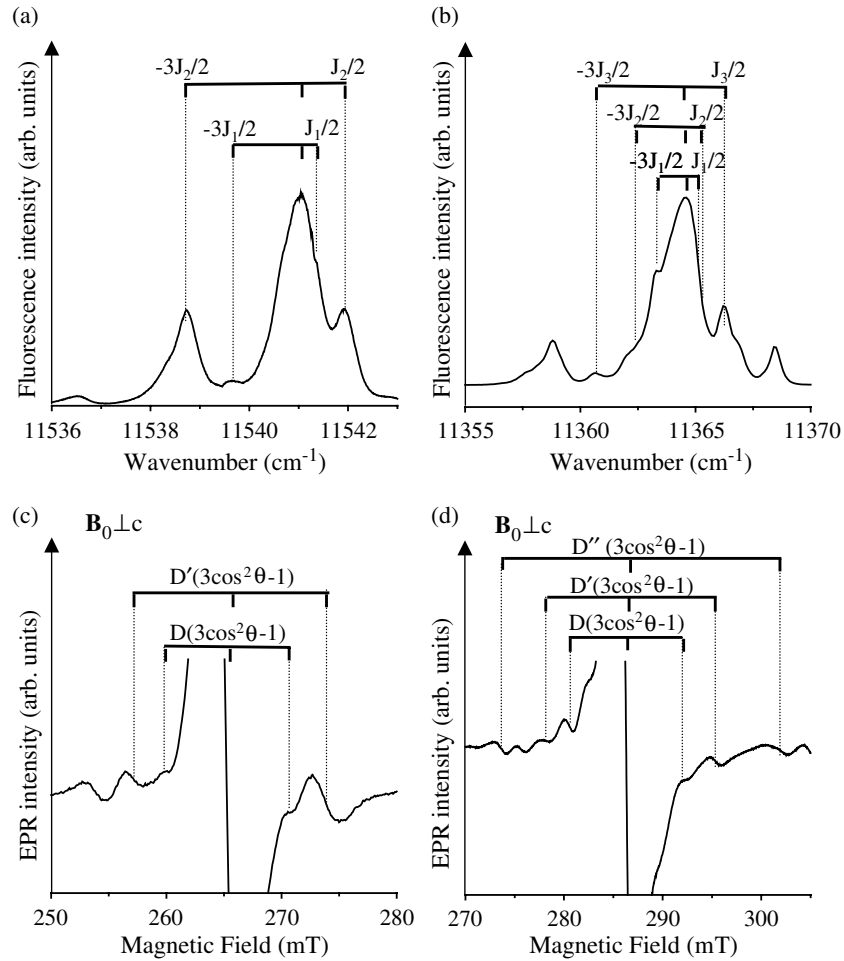 (a)
-3J₂/2 J₂/2
-3J₁/2 J₁/2
Fluorescence intensity (arb. units)
11536 11538 11540 11542
Wavenumber (cm⁻¹)
(b)
-3J₃/2 J₃/2
-3J₂/2 J₂/2
-3J₁/2 J₁/2
Fluorescence intensity (arb. units)
11355 11360 11365 11370
Wavenumber (cm⁻¹)
(c) B₀⊥c
D′(3cos²θ-1)
D(3cos²θ-1)
EPR intensity (arb. units)
250 260 270 280
Magnetic Field (mT)
(d) B₀⊥c
D′′ (3cos²θ-1)
D′(3cos²θ-1)
D(3cos²θ-1)
EPR intensity (arb. units)
270 280 290 300
Magnetic Field (mT)